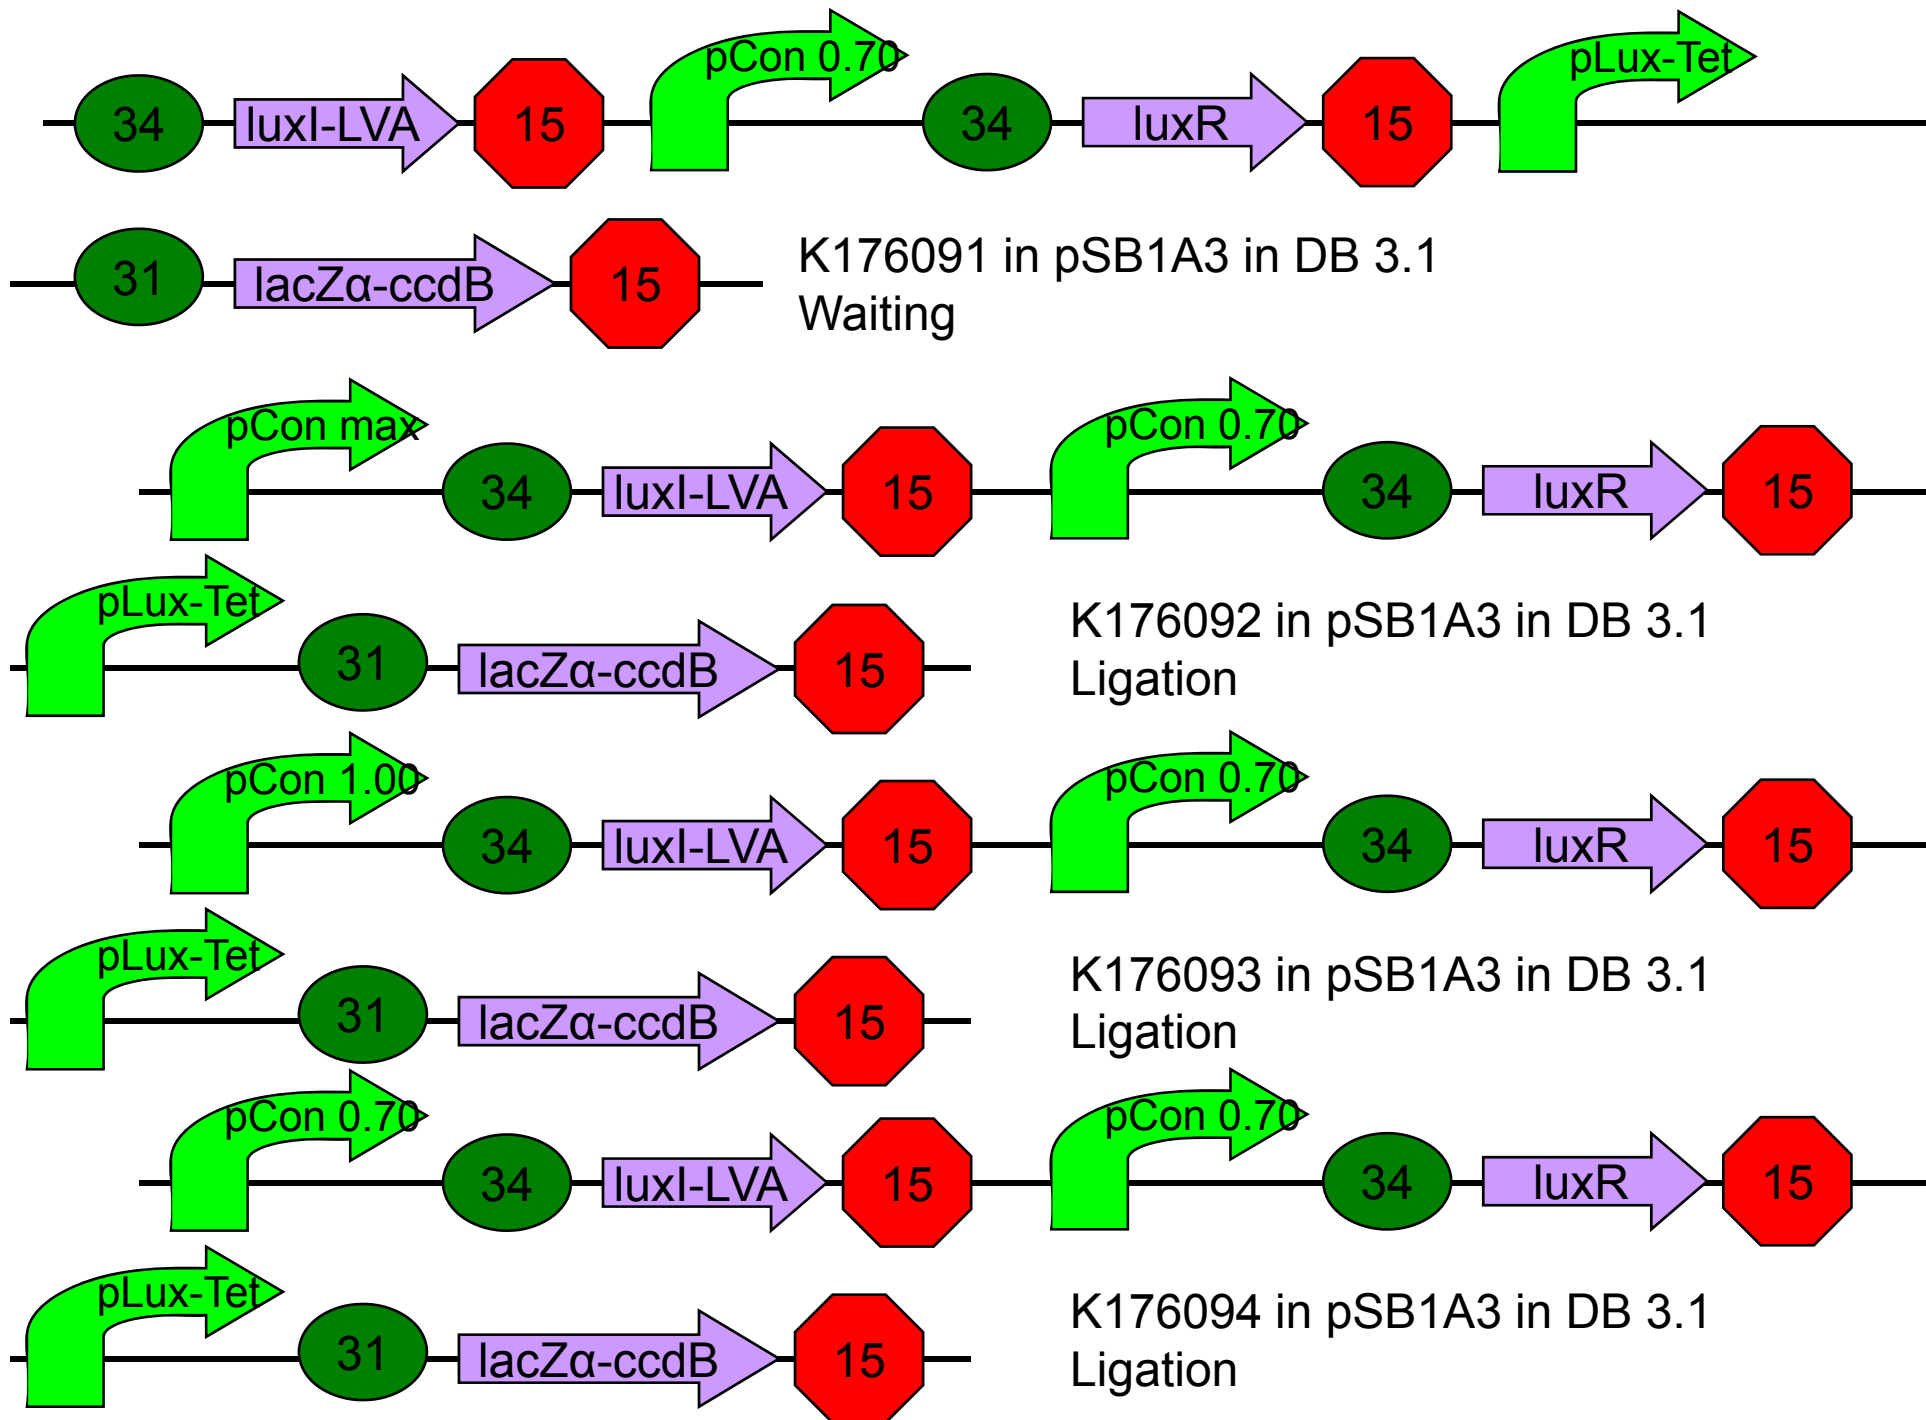 34 luxI-LVA 15 pCon 0.70 34 luxR 15 pLux-Tet
31 lacZα-ccdB 15 K176091 in pSB1A3 in DB 3.1
Waiting
pCon max 34 luxI-LVA 15 pCon 0.70 34 luxR 15
pLux-Tet 31 lacZα-ccdB 15 K176092 in pSB1A3 in DB 3.1
Ligation
pCon 1.00 34 luxI-LVA 15 pCon 0.70 34 luxR 15
pLux-Tet 31 lacZα-ccdB 15 K176093 in pSB1A3 in DB 3.1
Ligation
pCon 0.70 34 luxI-LVA 15 pCon 0.70 34 luxR 15
pLux-Tet 31 lacZα-ccdB 15 K176094 in pSB1A3 in DB 3.1
Ligation